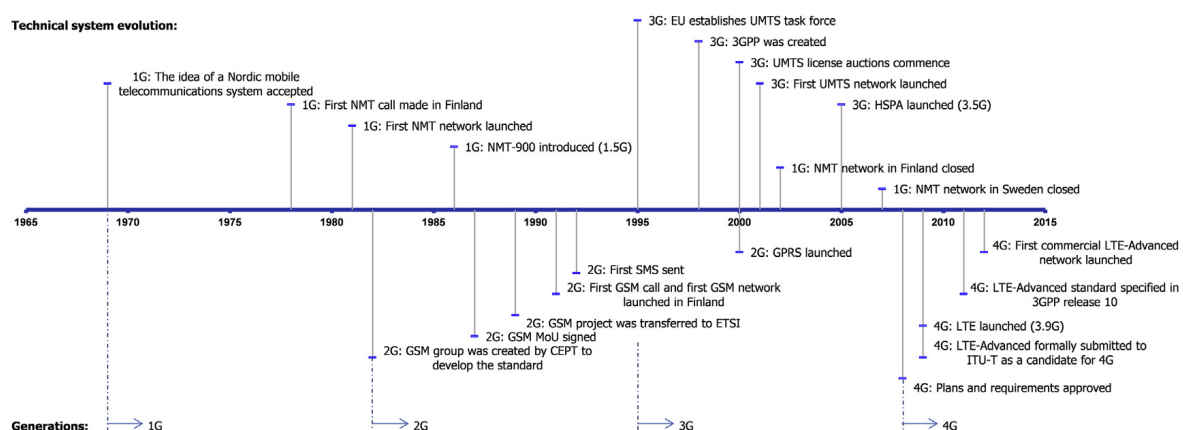 Technical system evolution:
3G: EU establishes UMTS task force
3G: 3GPP was created
3G: UMTS license auctions commence
1G: The idea of a Nordic mobile
telecommunications system accepted
3G: First UMTS network launched
1G: First NMT call made in Finland
3G: HSPA launched (3.5G)
1G: First NMT network launched
1G: NMT-900 introduced (1.5G)
1G: NMT network in Finland closed
1G: NMT network in Sweden closed
1965 1970 1975 1980 1985 1990 1995 2000 2005 2010 2015
2G: GPRS launched
4G: First commercial LTE-Advanced
network launched
2G: First SMS sent
2G: First GSM call and first GSM network
launched in Finland
4G: LTE-Advanced standard specified in
3GPP release 10
2G: GSM project was transferred to ETSI
4G: LTE launched (3.9G)
2G: GSM MoU signed
4G: LTE-Advanced formally submitted to
ITU-T as a candidate for 4G
2G: GSM group was created by CEPT to
develop the standard
4G: Plans and requirements approved
Generations: 1G 2G 3G 4G